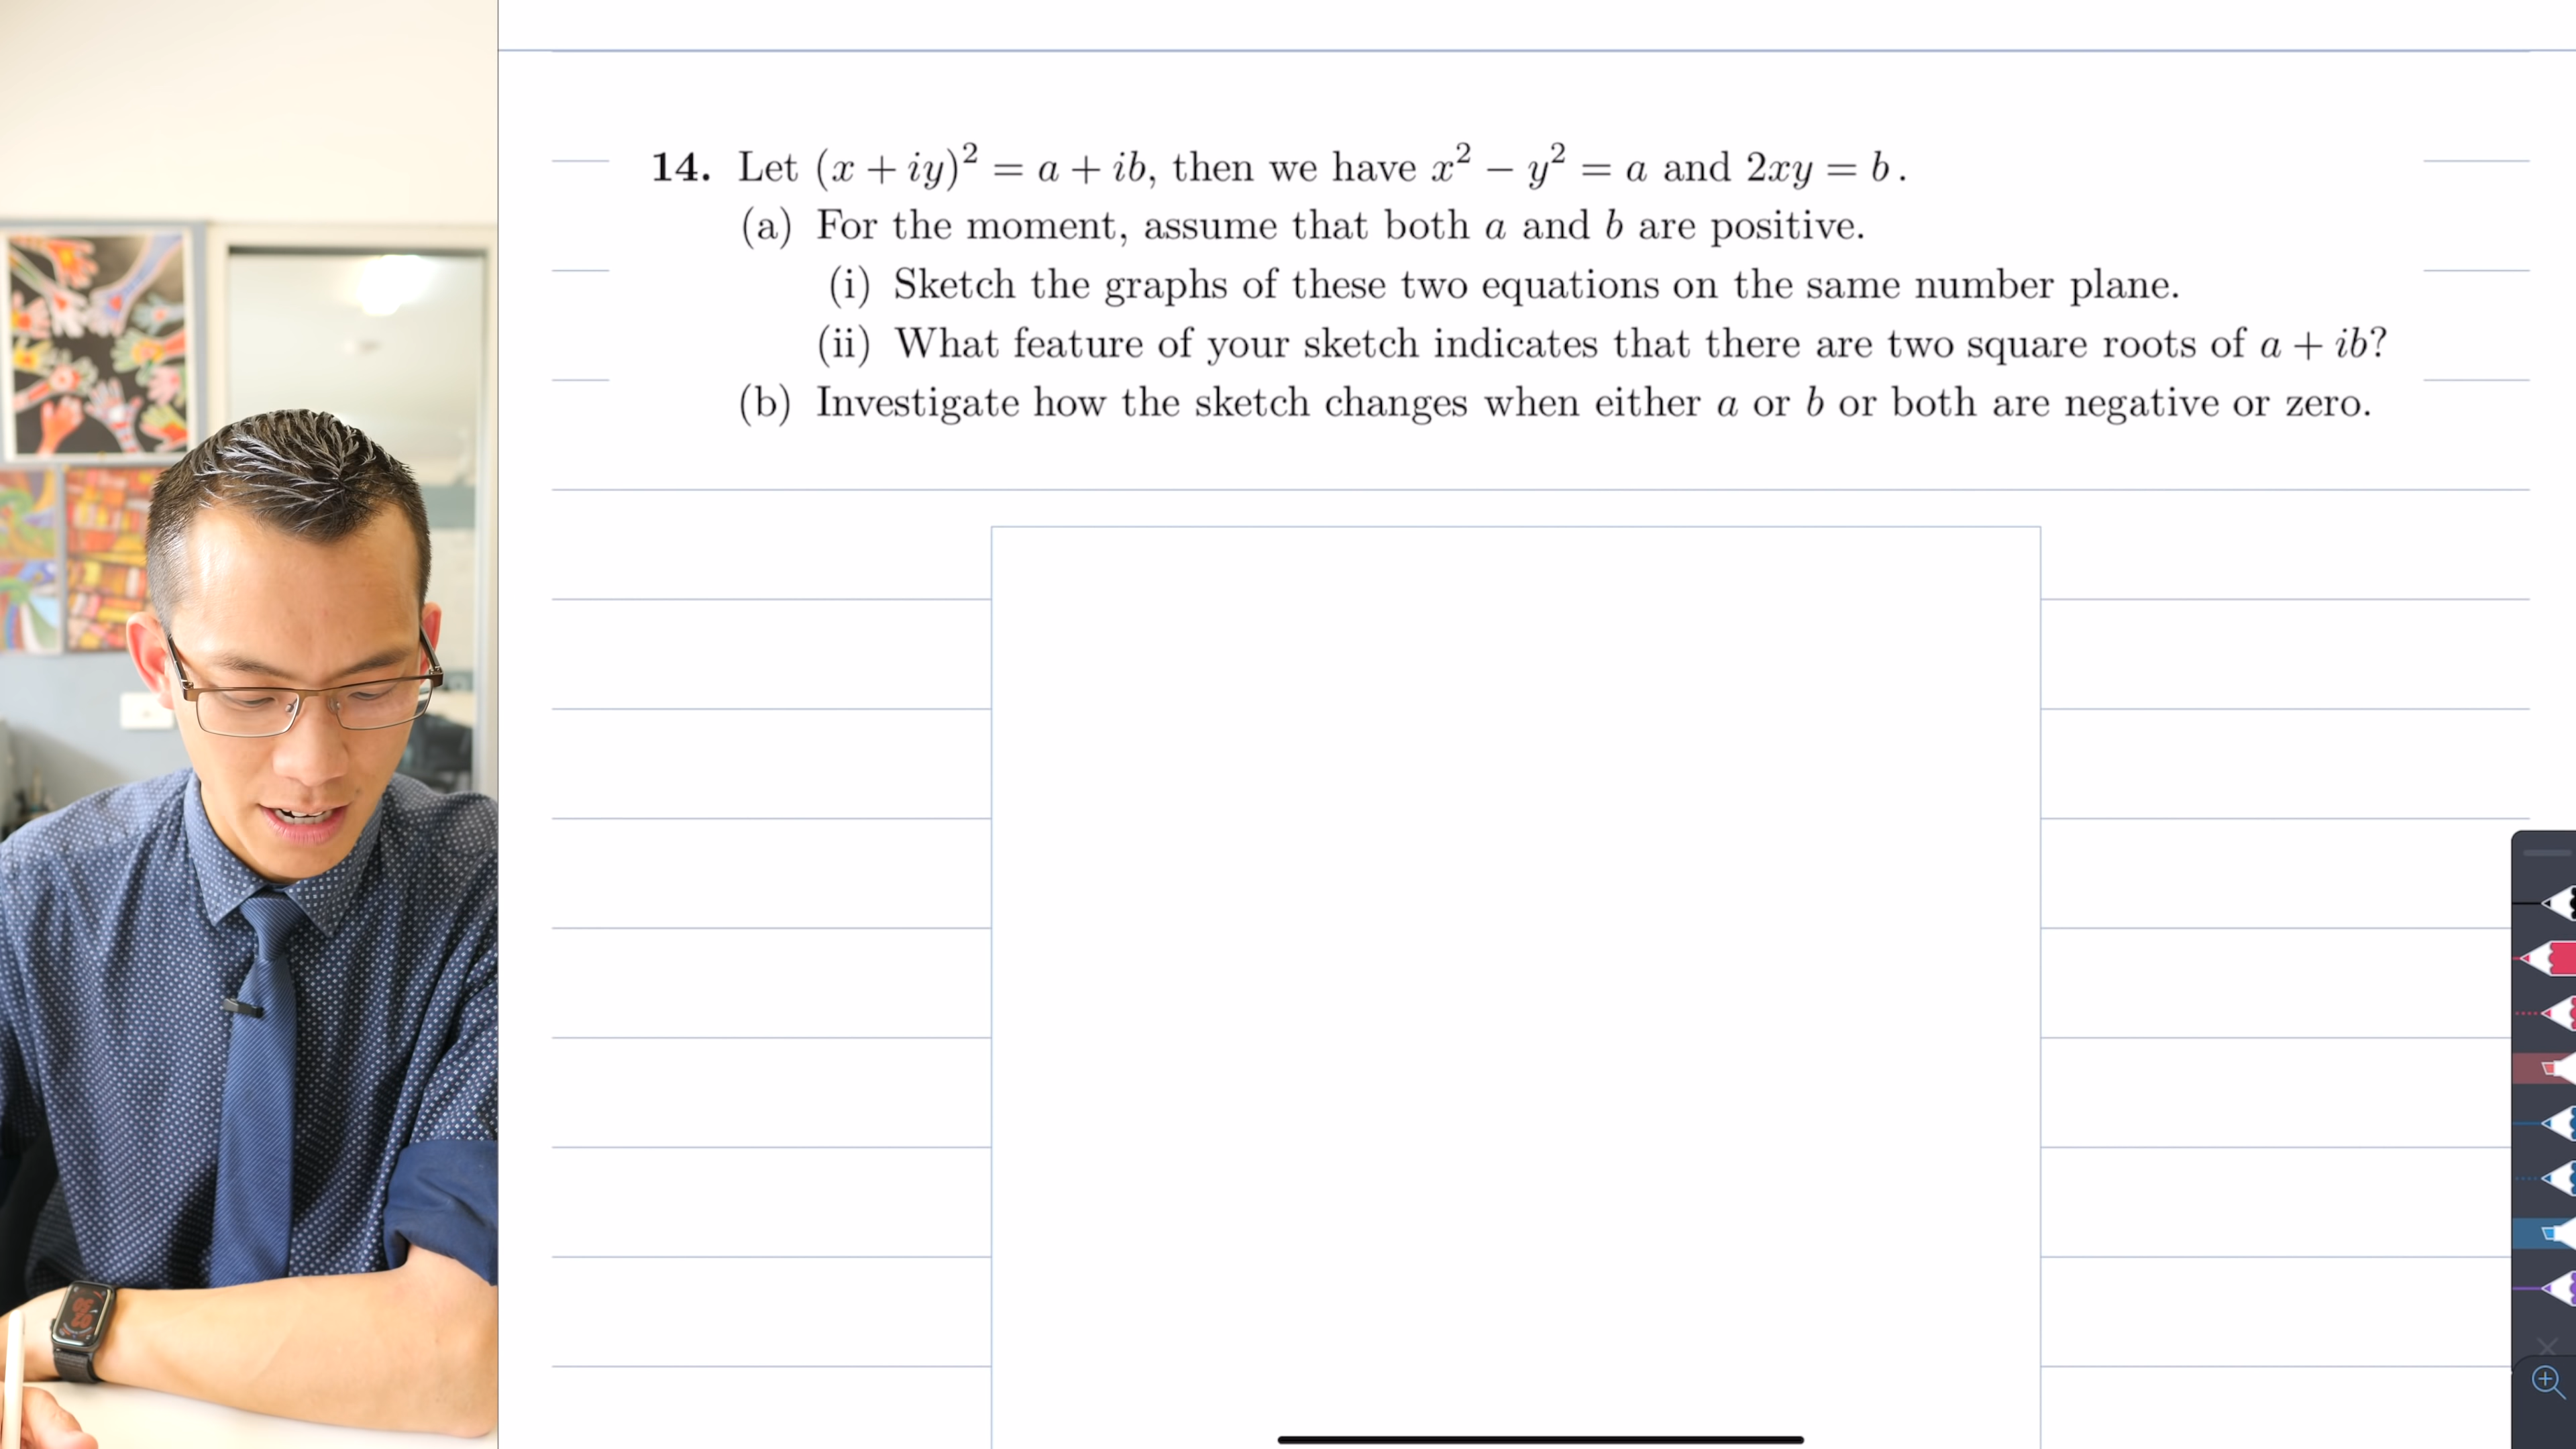 14. Let (x + iy)² = a + ib, then we have x² − y² = a and 2xy = b.
(a) For the moment, assume that both a and b are positive.
(i) Sketch the graphs of these two equations on the same number plane.
(ii) What feature of your sketch indicates that there are two square roots of a + ib?
(b) Investigate how the sketch changes when either a or b or both are negative or zero.